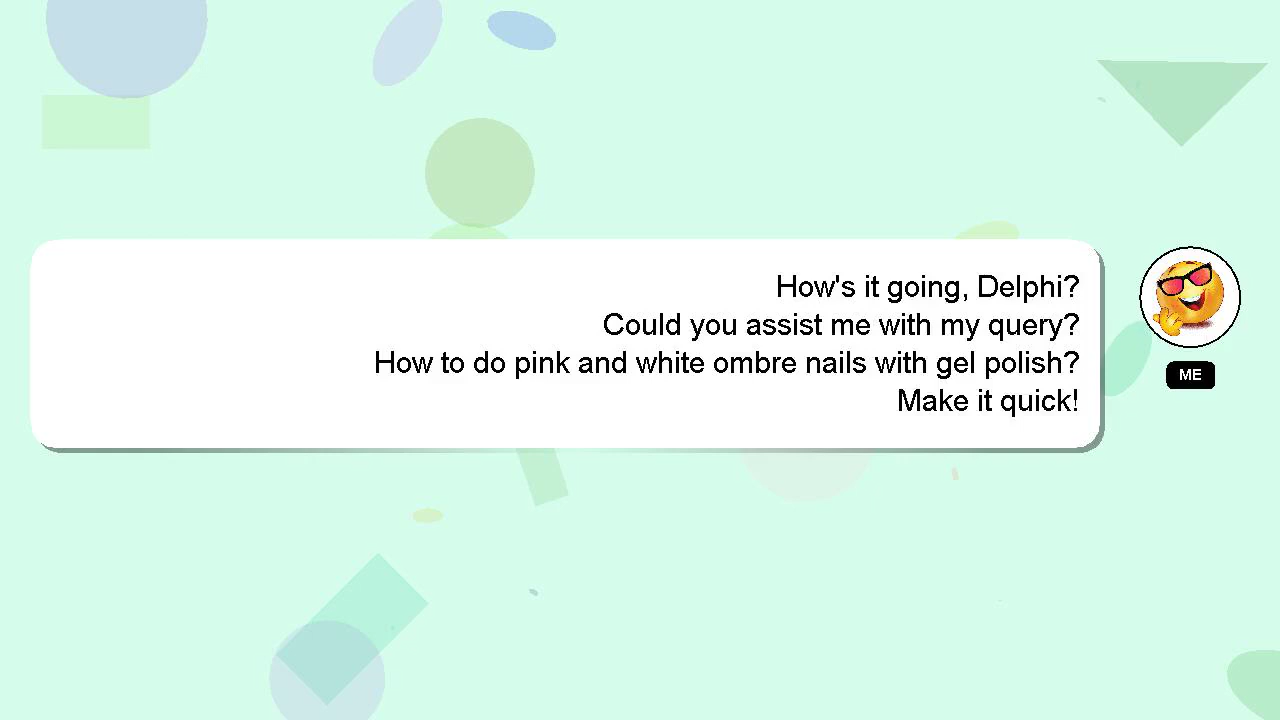 How's it going, Delphi?
Could you assist me with my query?
How to do pink and white ombre nails with gel polish?
Make it quick!
ME